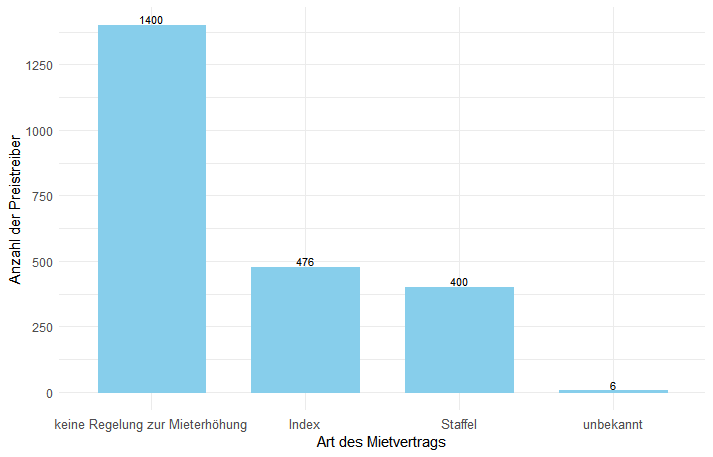 1400
1250
1000
750
500
476
400
250
6
0
Anzahl der Preistreiber
keine Regelung zur Mieterhöhung
Index
Staffel
unbekannt
Art des Mietvertrags